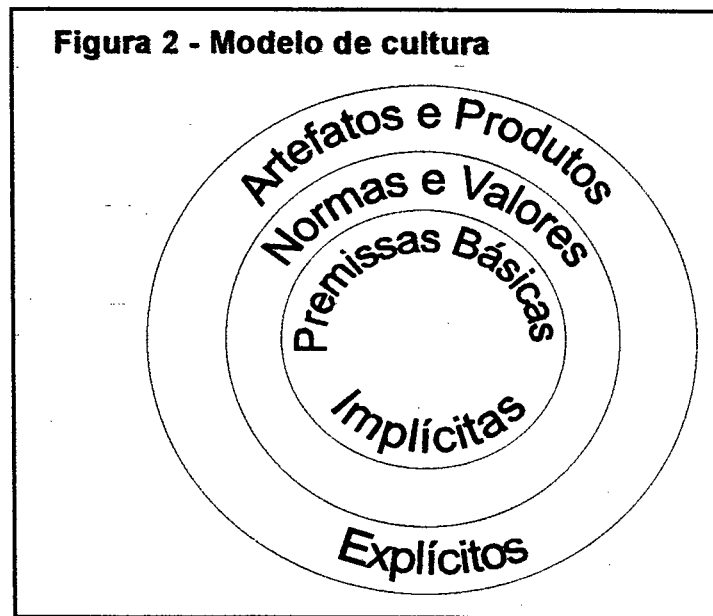 Figura 2 - Modelo de cultura
Artefatos e Produtos
Normas e Valores
Premissas Básicas
Implícitas
Explícitos